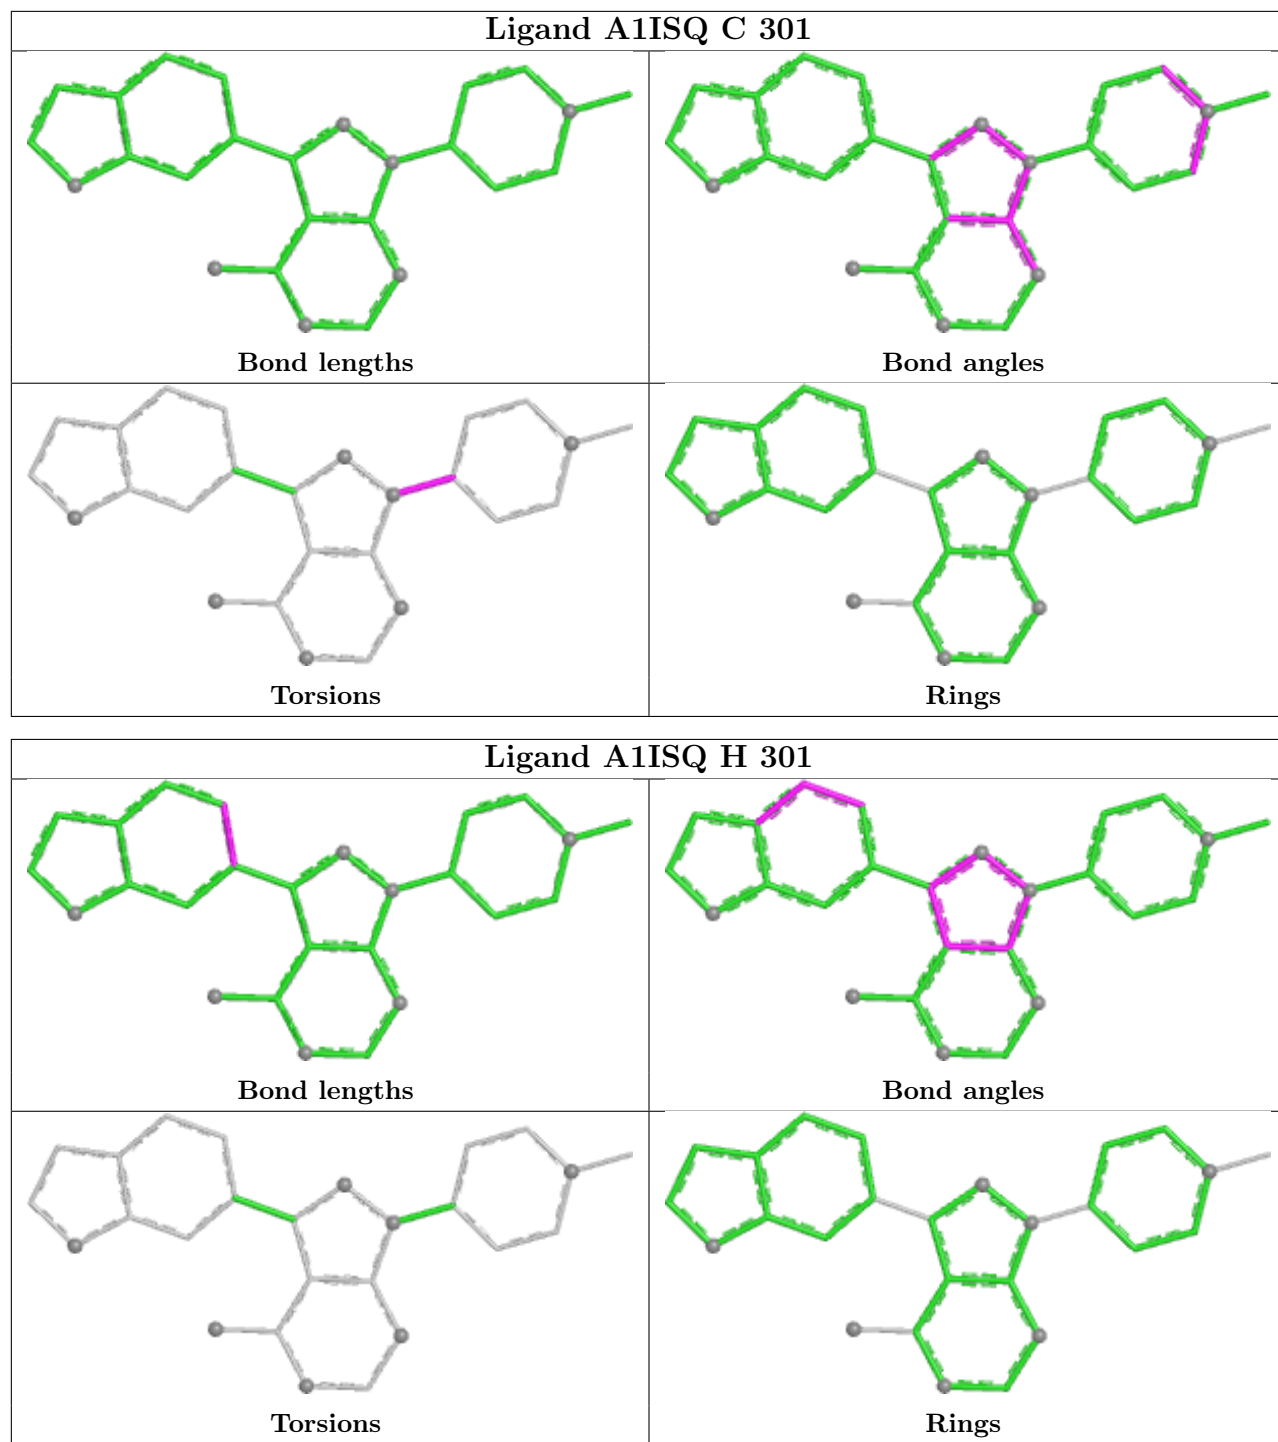 Ligand A1ISQ C 301
Bond lengths
Bond angles
Torsions
Rings
Ligand A1ISQ H 301
Bond lengths
Bond angles
Torsions
Rings